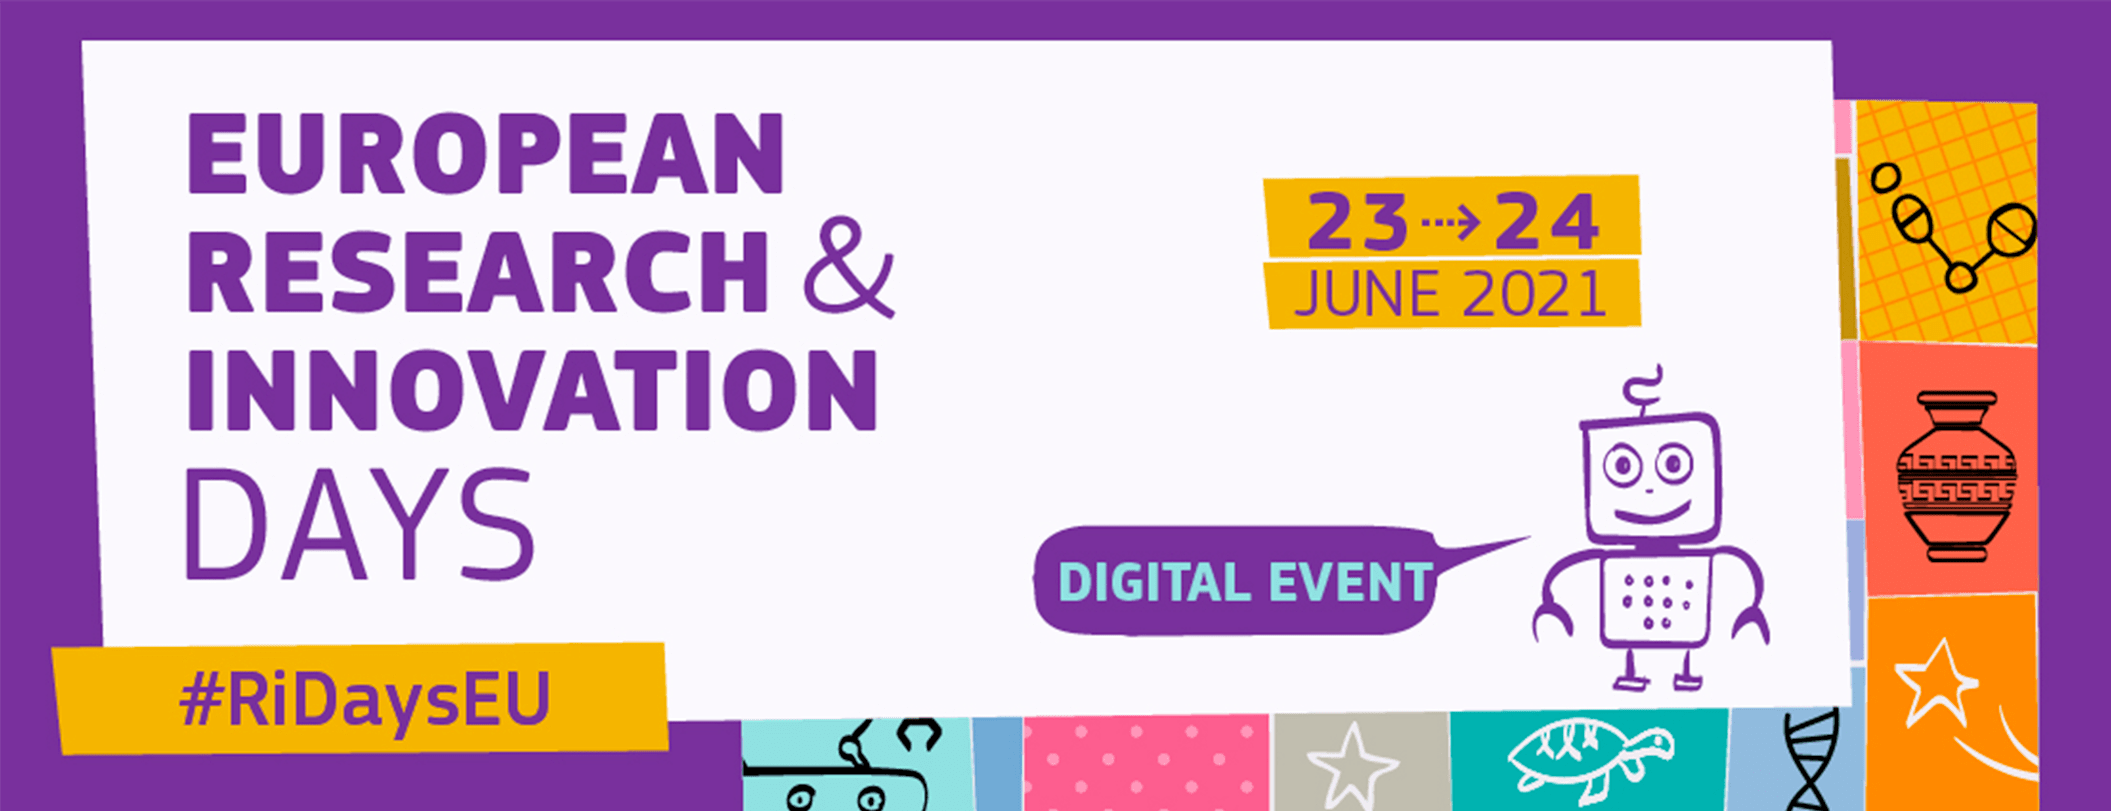 EUROPEAN
RESEARCH &
INNOVATION
DAYS
#RiDaysEU
23⇢24
JUNE 2021
DIGITAL EVENT